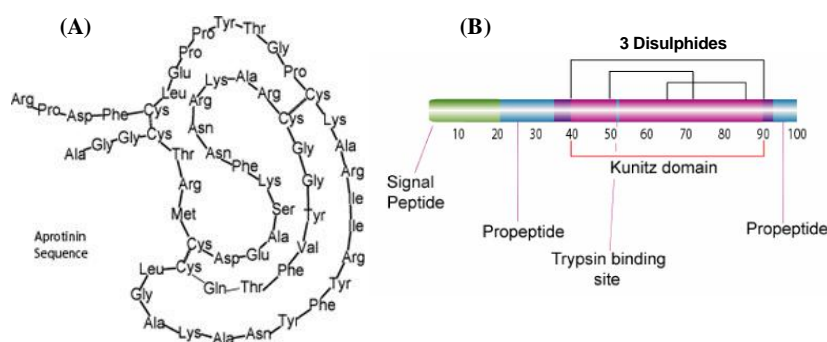 (A)
Arg Pro Asp Phe Cys Leu Glu Pro Pro Tyr Thr Gly Pro Cys Lys Ala Arg Ile Ile Arg Tyr Phe Tyr Asn Ala Lys Ala Gly Leu Cys Gln Thr Phe Val Tyr Gly Gly Cys Arg Ala Lys Arg Asn Asn Phe Lys Ser Ala Glu Asp Cys Met Arg Thr Cys Gly Gly Ala
Aprotinin
Sequence
(B)
3 Disulphides
10 20 30 40 50 60 70 80 90 100
Kunitz domain
Signal
Peptide
Propeptide
Propeptide
Trypsin binding
site